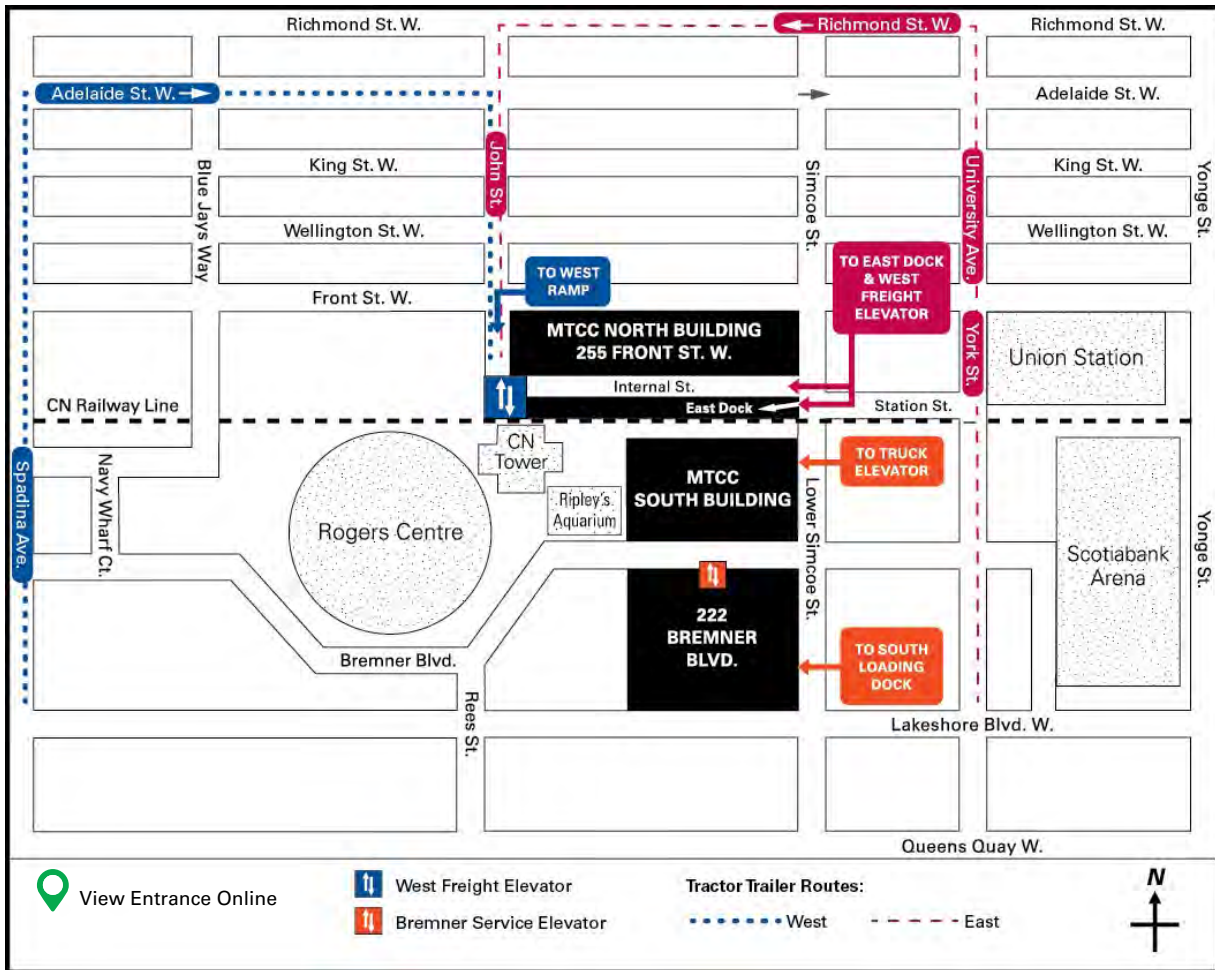 Richmond St. W.
Richmond St. W.
Richmond St. W.
Adelaide St. W.
Adelaide St. W.
John St.
King St. W.
King St. W.
Blue Jays Way
Simcoe St.
University Ave.
Yonge St.
Wellington St. W.
Wellington St. W.
TO WEST
RAMP
TO EAST DOCK
& WEST
FREIGHT
ELEVATOR
Front St. W.
MTCC NORTH BUILDING
255 FRONT ST. W.
York St.
Union Station
Internal St.
CN Railway Line
East Dock
Station St.
Spadina Ave.
Navy Wharf Ct.
CN
Tower
TO TRUCK
ELEVATOR
MTCC
SOUTH BUILDING
Ripley's
Aquarium
Rogers Centre
Lower Simcoe St.
Scotiabank
Arena
Yonge St.
222
BREMNER
BLVD.
TO SOUTH
LOADING
DOCK
Bremner Blvd.
Rees St.
Lakeshore Blvd. W.
Queens Quay W.
View Entrance Online
West Freight Elevator
Bremner Service Elevator
Tractor Trailer Routes:
West
East
N